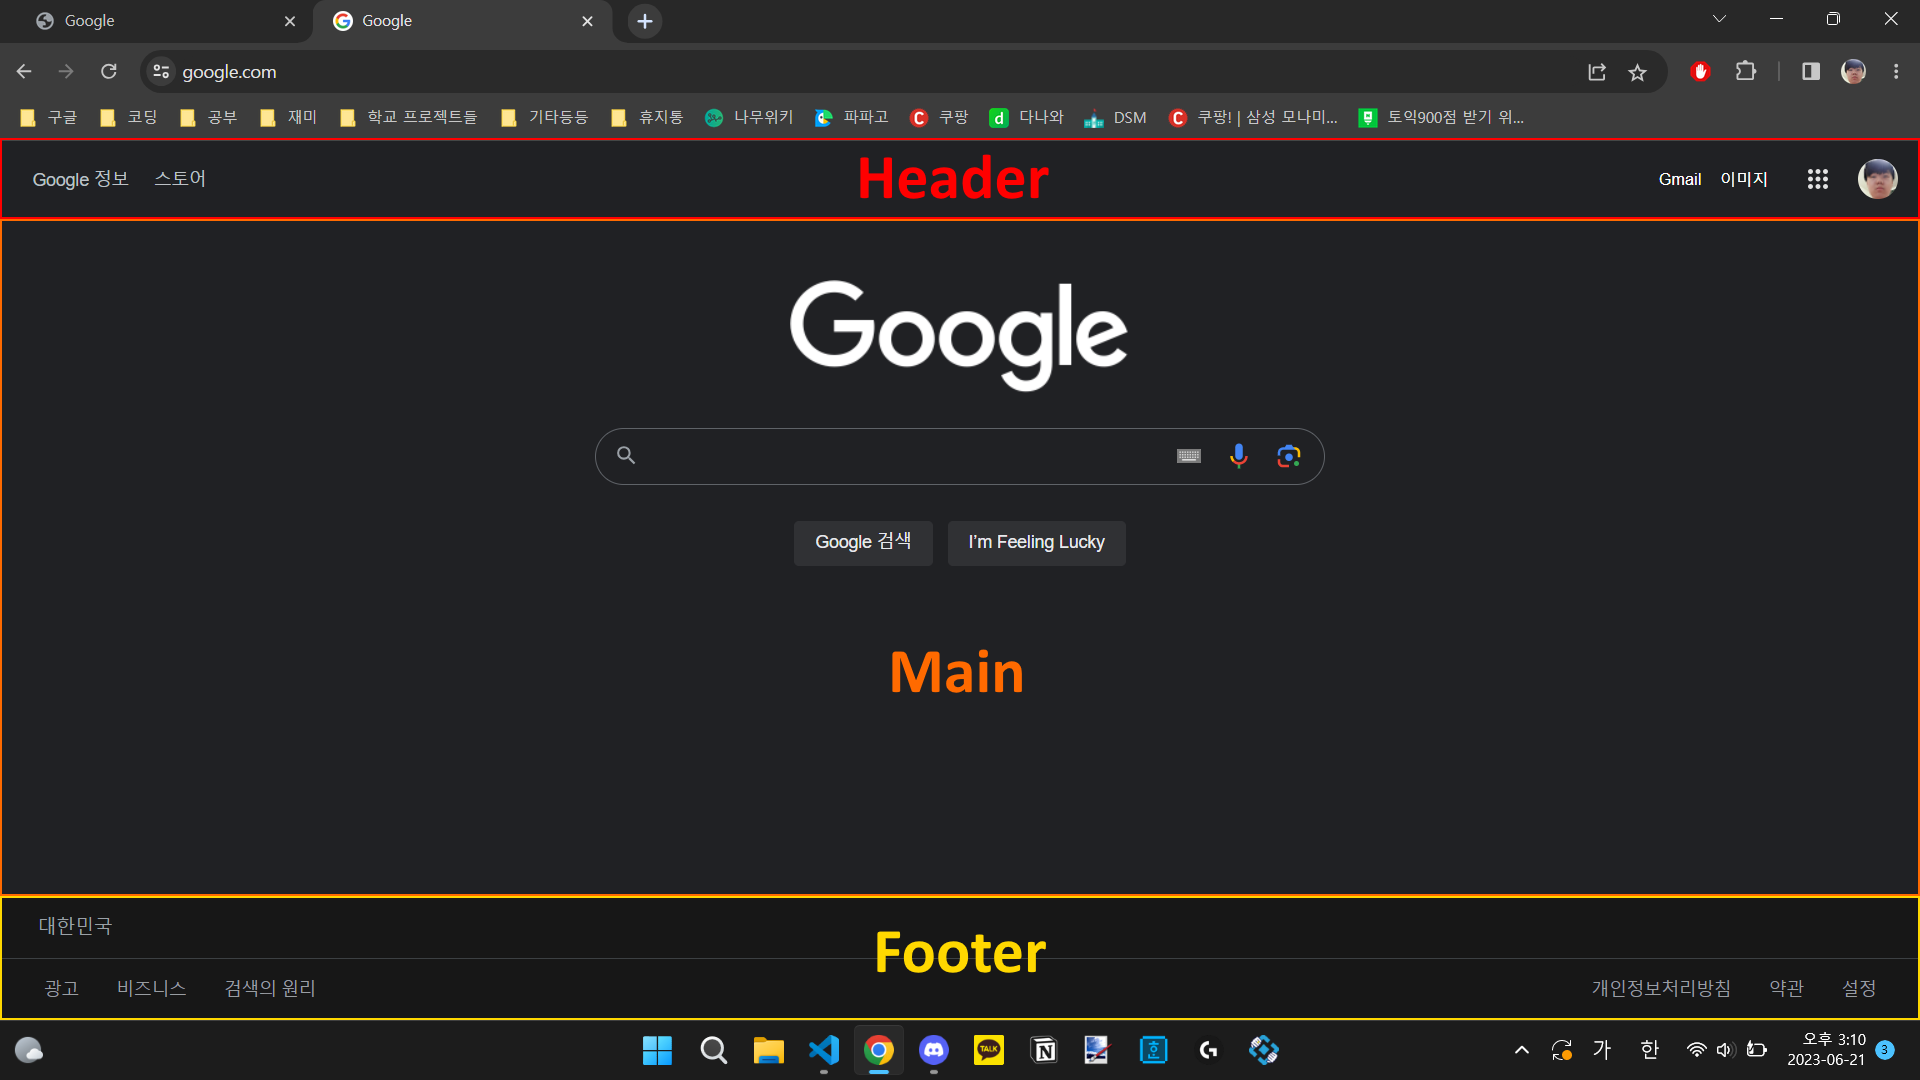 Google
Google
google.com
구글 코딩 공부 재미 학교 프로젝트들 기타등등 휴지통 나무위키 파파고 쿠팡 다나와 DSM 쿠팡! | 삼성 모나미... 토익900점 받기 위...
Google 정보 스토어
Header
Gmail 이미지
Google
Google 검색 I'm Feeling Lucky
Main
대한민국
Footer
광고 비즈니스 검색의 원리
개인정보처리방침 약관 설정
TALK
가 한
오후 3:10
2023-06-21
3